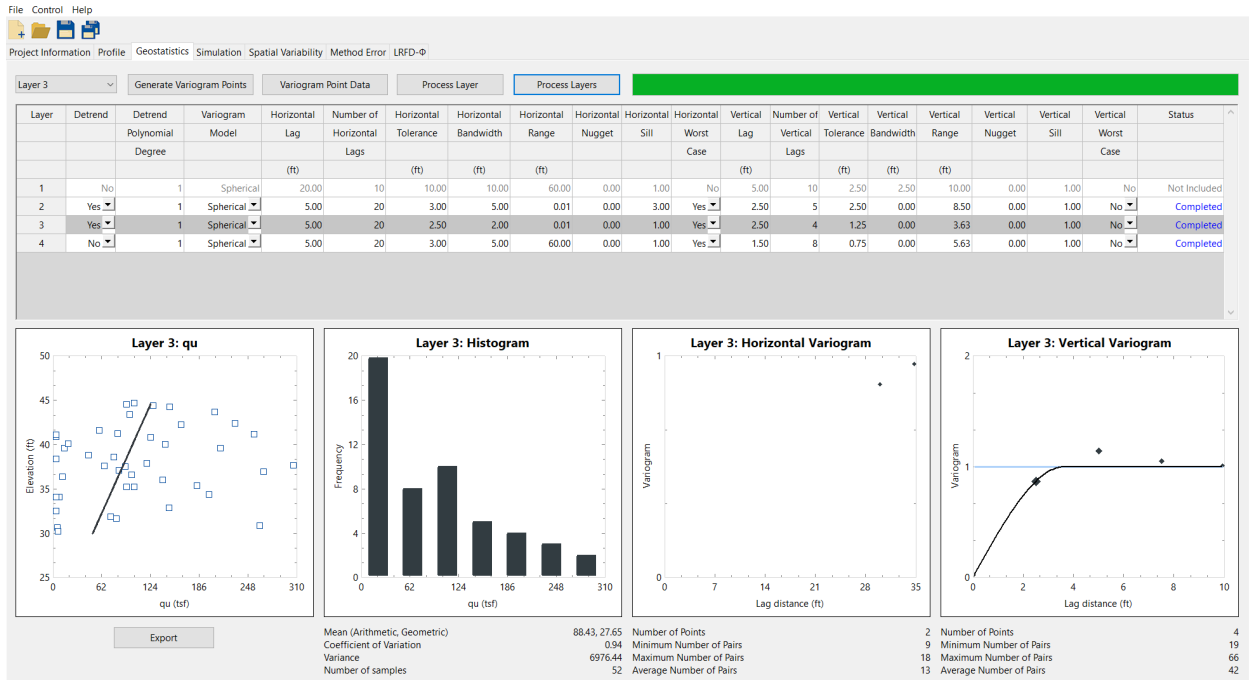 File Control Help
Project Information Profile Geostatistics Simulation Spatial Variability Method Error LRFD-Φ
Layer 3 Generate Variogram Points Variogram Point Data Process Layer Process Layers
Layer Detrend Detrend Variogram Horizontal Number of Horizontal Horizontal Horizontal Horizontal Horizontal Horizontal Vertical Number of Vertical Vertical Vertical Vertical Vertical Vertical Status
Polynomial Model Lag Horizontal Tolerance Bandwidth Range Nugget Sill Worst Lag Vertical Tolerance Bandwidth Range Nugget Sill Worst
Degree Lags Case Lags Case
(ft) (ft) (ft) (ft) (ft) (ft) (ft) (ft)
1 No 1 Spherical 20.00 10 10.00 10.00 60.00 0.00 1.00 No 5.00 10 2.50 2.50 10.00 0.00 1.00 No Not Included
2 Yes 1 Spherical 5.00 20 3.00 5.00 0.01 0.00 3.00 Yes 2.50 5 2.50 0.00 8.50 0.00 1.00 No Completed
3 Yes 1 Spherical 5.00 20 2.50 2.00 0.01 0.00 1.00 Yes 2.50 4 1.25 0.00 3.63 0.00 1.00 No Completed
4 No 1 Spherical 5.00 20 3.00 5.00 60.00 0.00 1.00 Yes 1.50 8 0.75 0.00 5.63 0.00 1.00 No Completed
Layer 3: qu
50
45
40
35
30
25
Elevation (ft)
0 62 124 186 248 310
qu (tsf)
Export
Layer 3: Histogram
20
16
12
8
4
0
Frequency
0 62 124 186 248 310
qu (tsf)
Mean (Arithmetic, Geometric) 88.43, 27.65
Coefficient of Variation 0.94
Variance 6976.44
Number of samples 52
Layer 3: Horizontal Variogram
1
0
Variogram
0 7 14 21 28 35
Lag distance (ft)
Number of Points 2
Minimum Number of Pairs 9
Maximum Number of Pairs 18
Average Number of Pairs 13
Layer 3: Vertical Variogram
2
1
0
Variogram
0 2 4 6 8 10
Lag distance (ft)
Number of Points 4
Minimum Number of Pairs 19
Maximum Number of Pairs 66
Average Number of Pairs 42